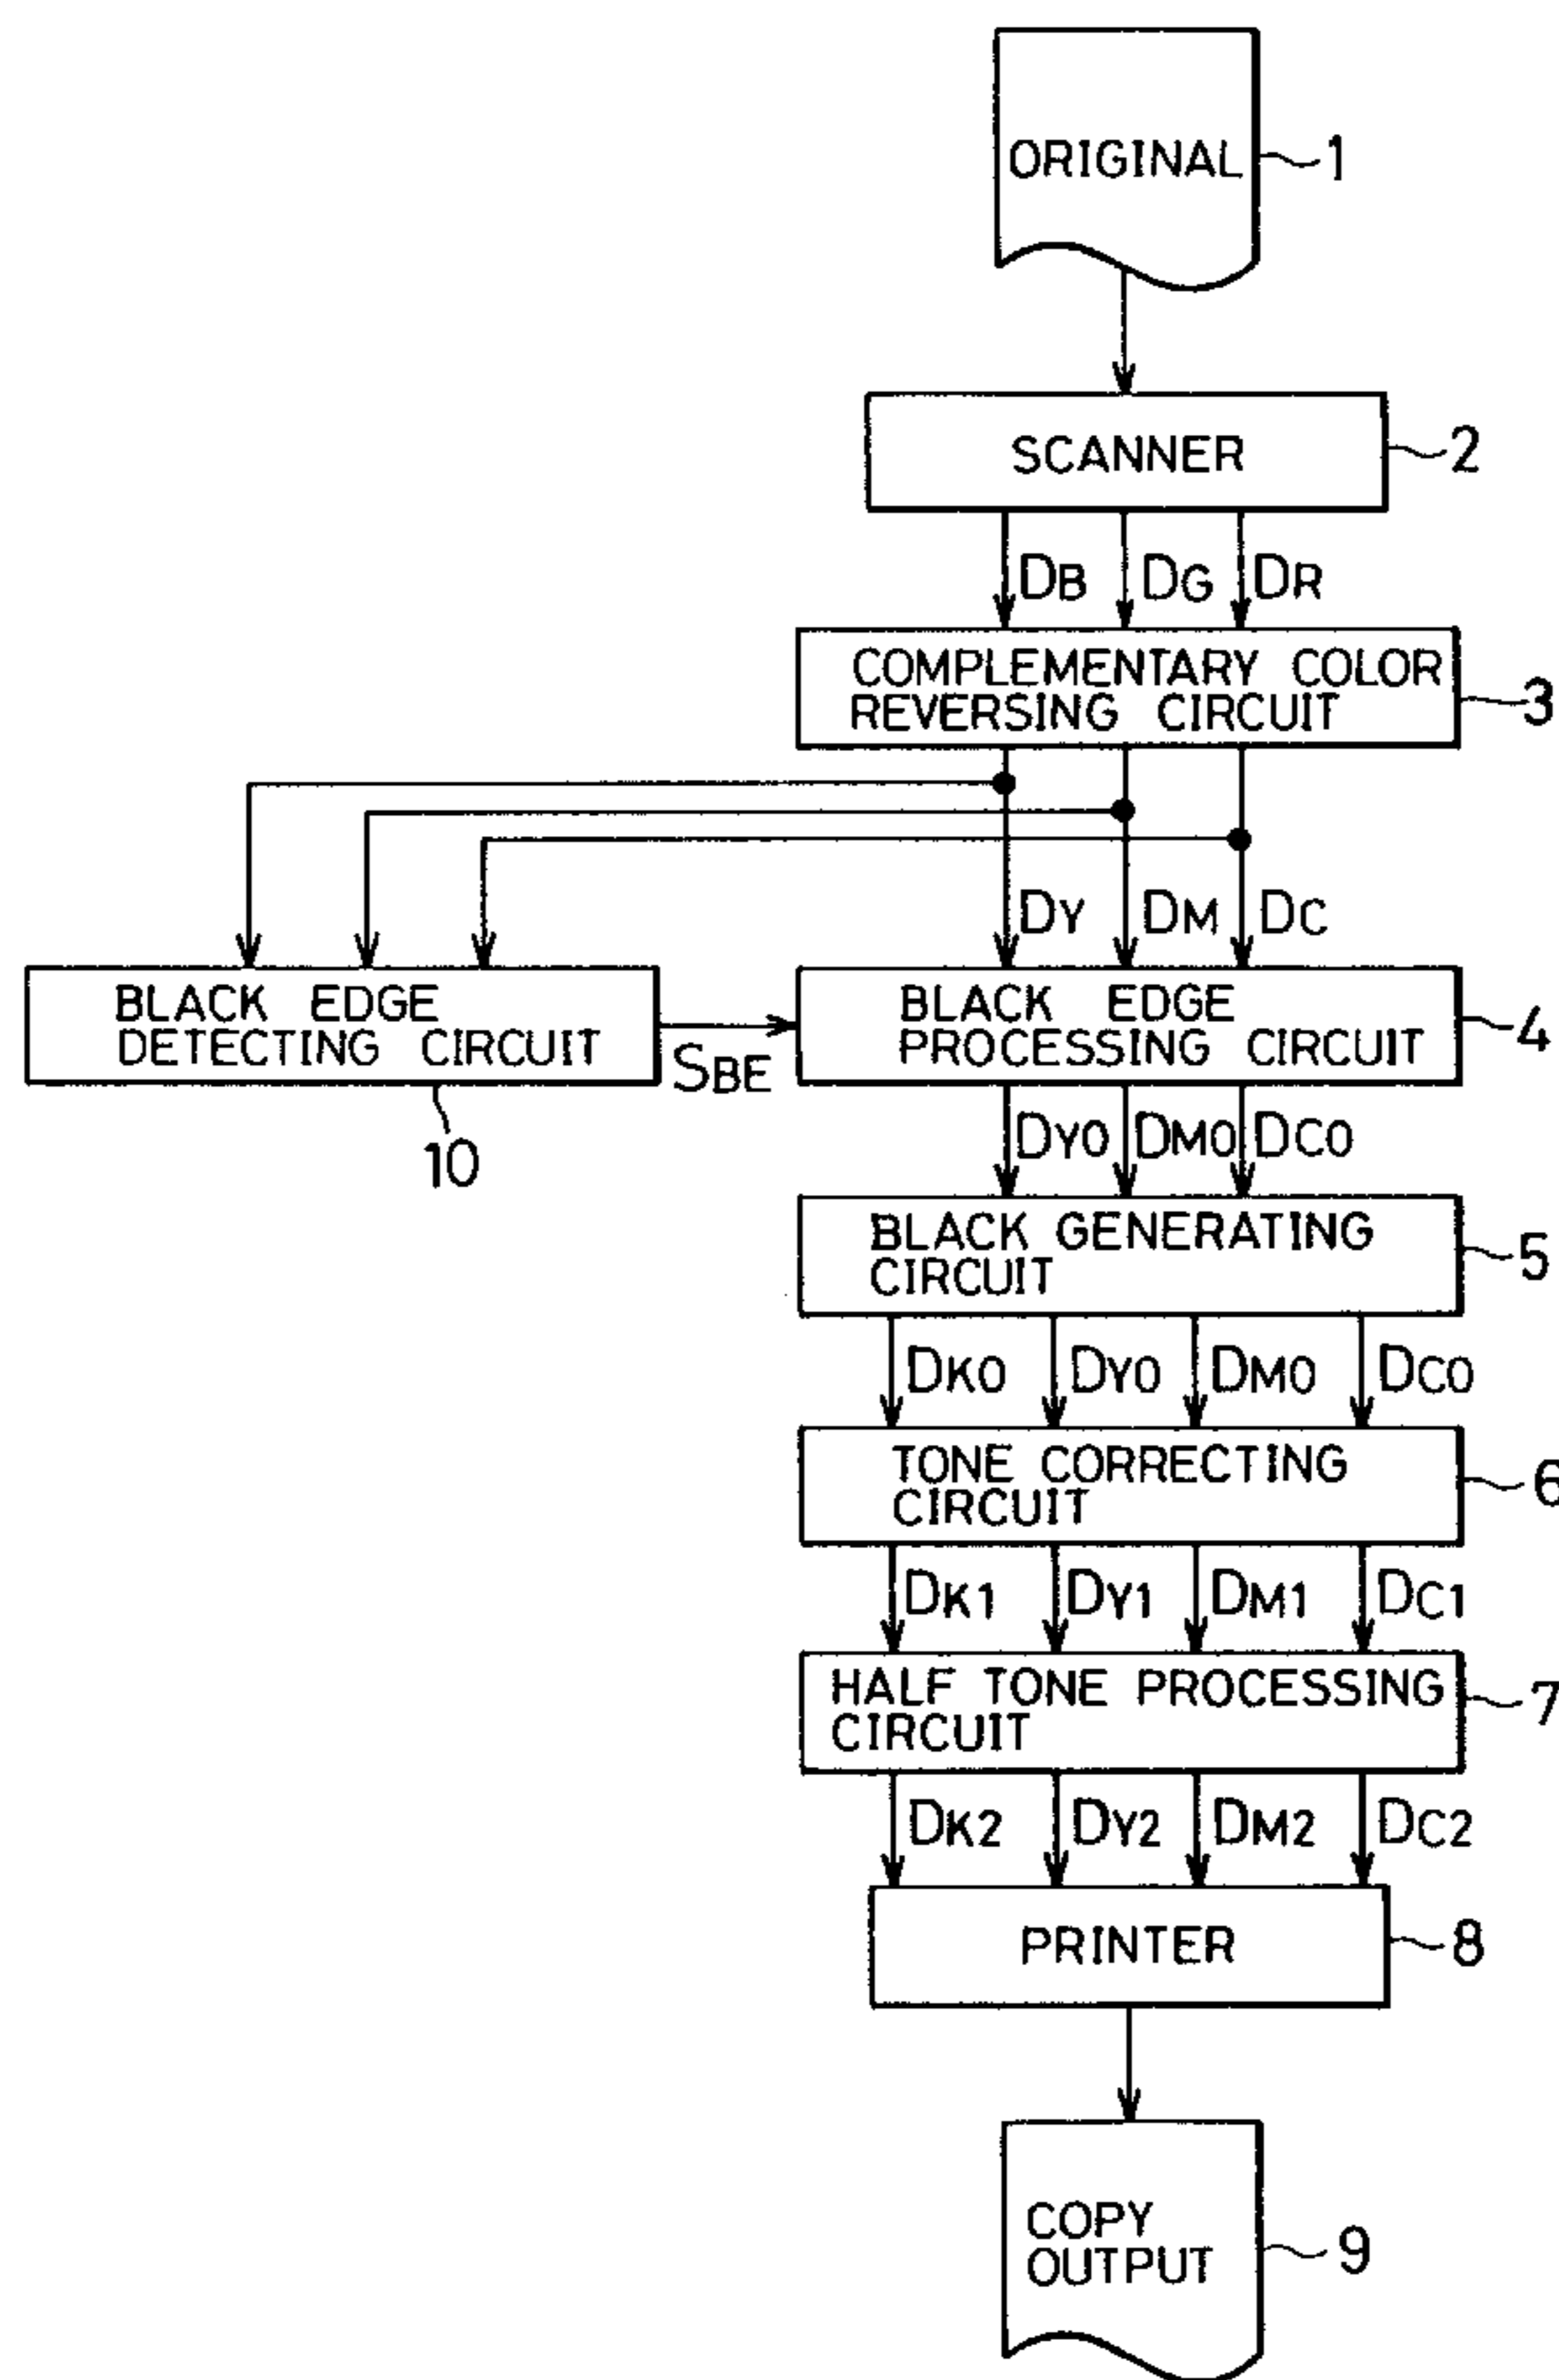 ORIGINAL
1
SCANNER
2
DB DG DR
COMPLEMENTARY COLOR
REVERSING CIRCUIT
3
DY DM DC
BLACK EDGE
DETECTING CIRCUIT
10
SBE
BLACK EDGE
PROCESSING CIRCUIT
4
DY0 DM0 DC0
BLACK GENERATING
CIRCUIT
5
DK0 DY0 DM0 DC0
TONE CORRECTING
CIRCUIT
6
DK1 DY1 DM1 DC1
HALF TONE PROCESSING
CIRCUIT
7
DK2 DY2 DM2 DC2
PRINTER
8
COPY
OUTPUT
9